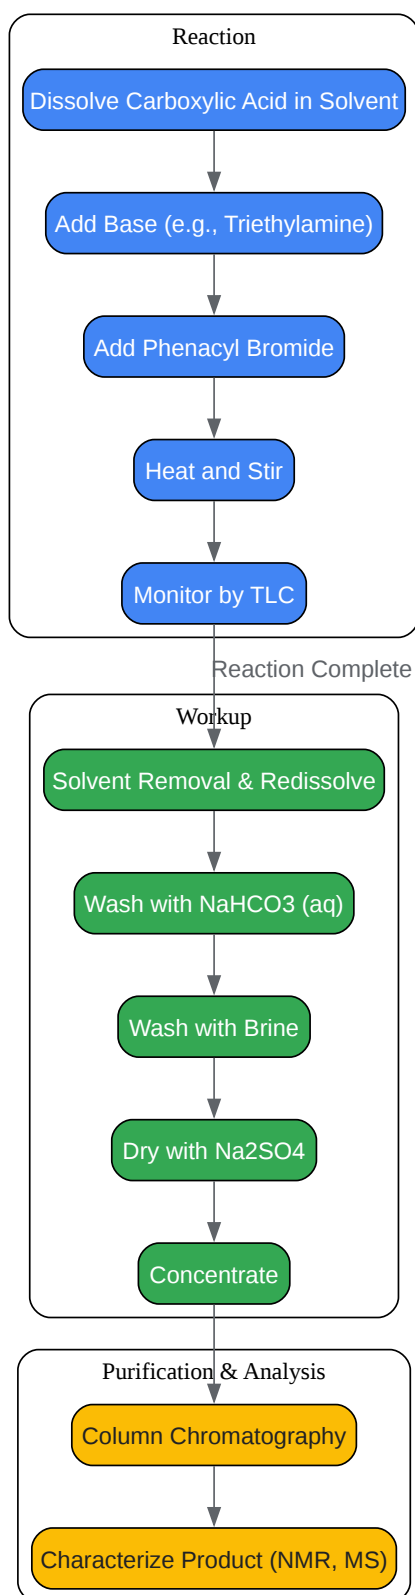 Reaction
Dissolve Carboxylic Acid in Solvent
Add Base (e.g., Triethylamine)
Add Phenacyl Bromide
Heat and Stir
Monitor by TLC
Reaction Complete
Workup
Solvent Removal & Redissolve
Wash with NaHCO3 (aq)
Wash with Brine
Dry with Na2SO4
Concentrate
Purification & Analysis
Column Chromatography
Characterize Product (NMR, MS)